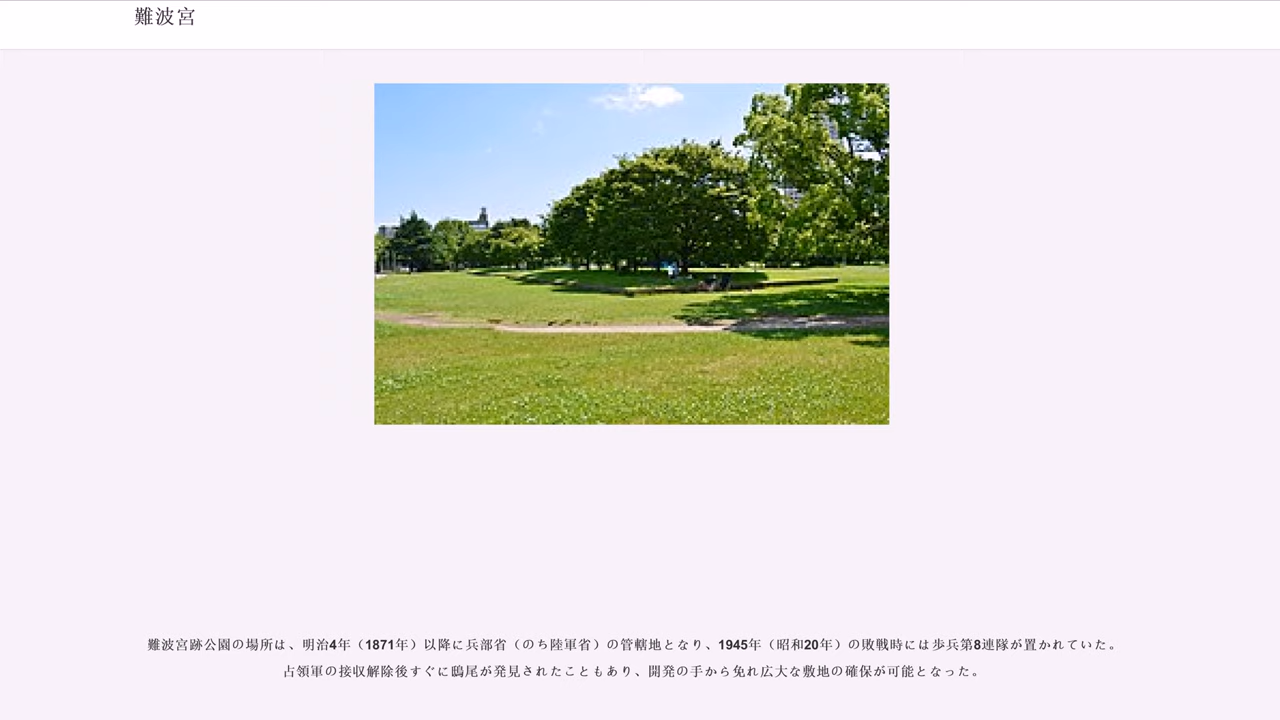 難波宮
難波宮跡公園の場所は、明治4年（1871年）以降に兵部省（のち陸軍省）の管轄地となり、1945年（昭和20年）の敗戦時には歩兵第8連隊が置かれていた。
占領軍の接収解除後すぐに鴟尾が発見されたこともあり、開発の手から免れ広大な敷地の確保が可能となった。